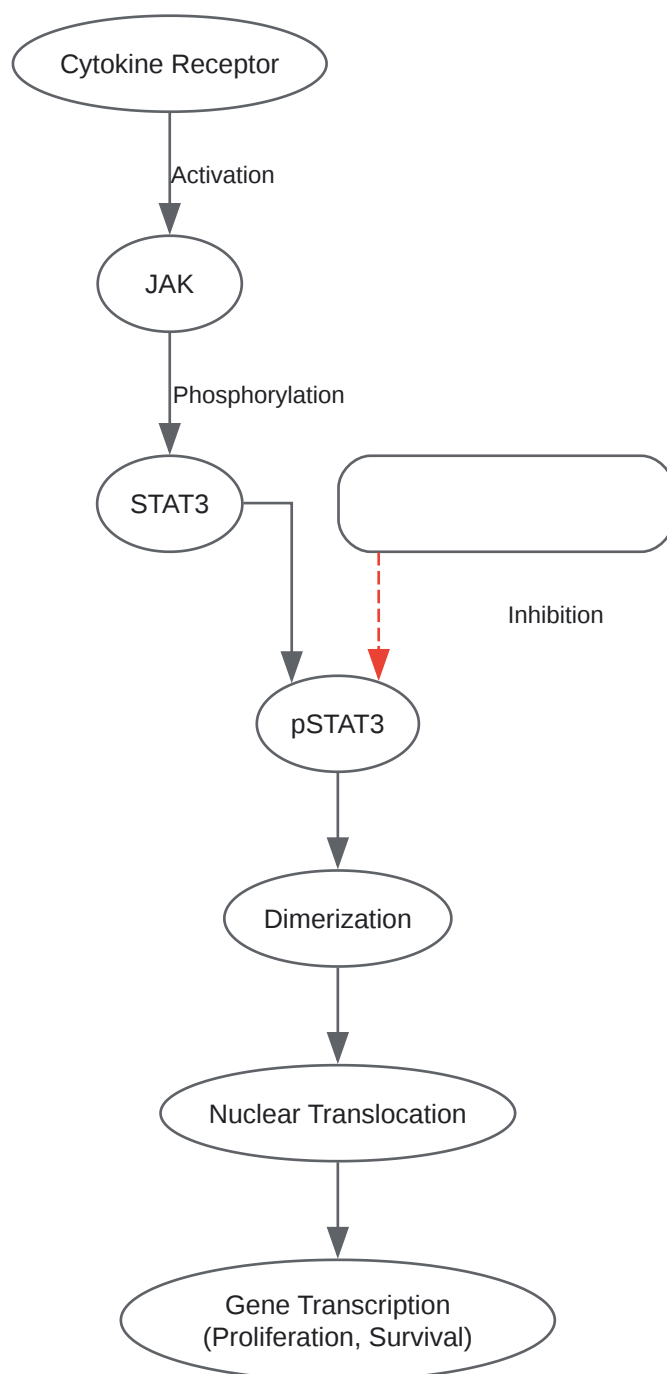 Cytokine Receptor
Activation
JAK
Phosphorylation
STAT3
Inhibition
pSTAT3
Dimerization
Nuclear Translocation
Gene Transcription
(Proliferation, Survival)